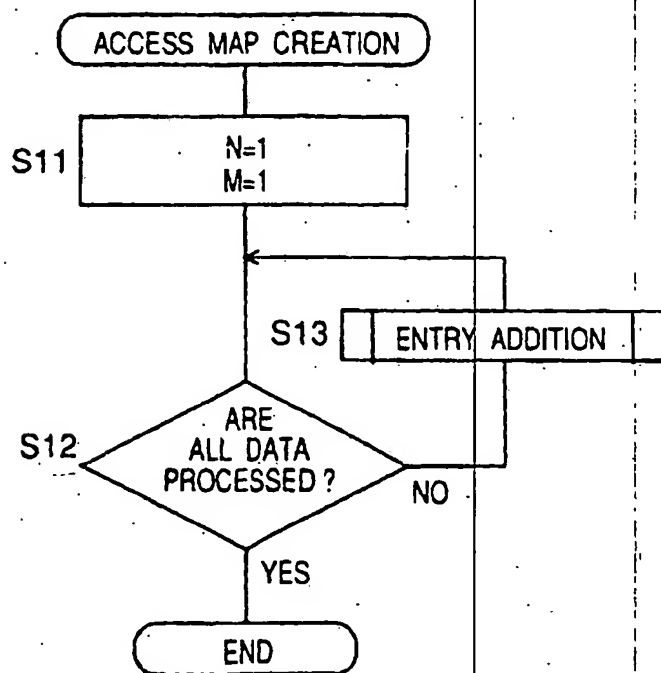 ACCESS MAP CREATION
S11
N=1
M=1
S13
ENTRY ADDITION
S12
ARE
ALL DATA
PROCESSED ?
NO
YES
END